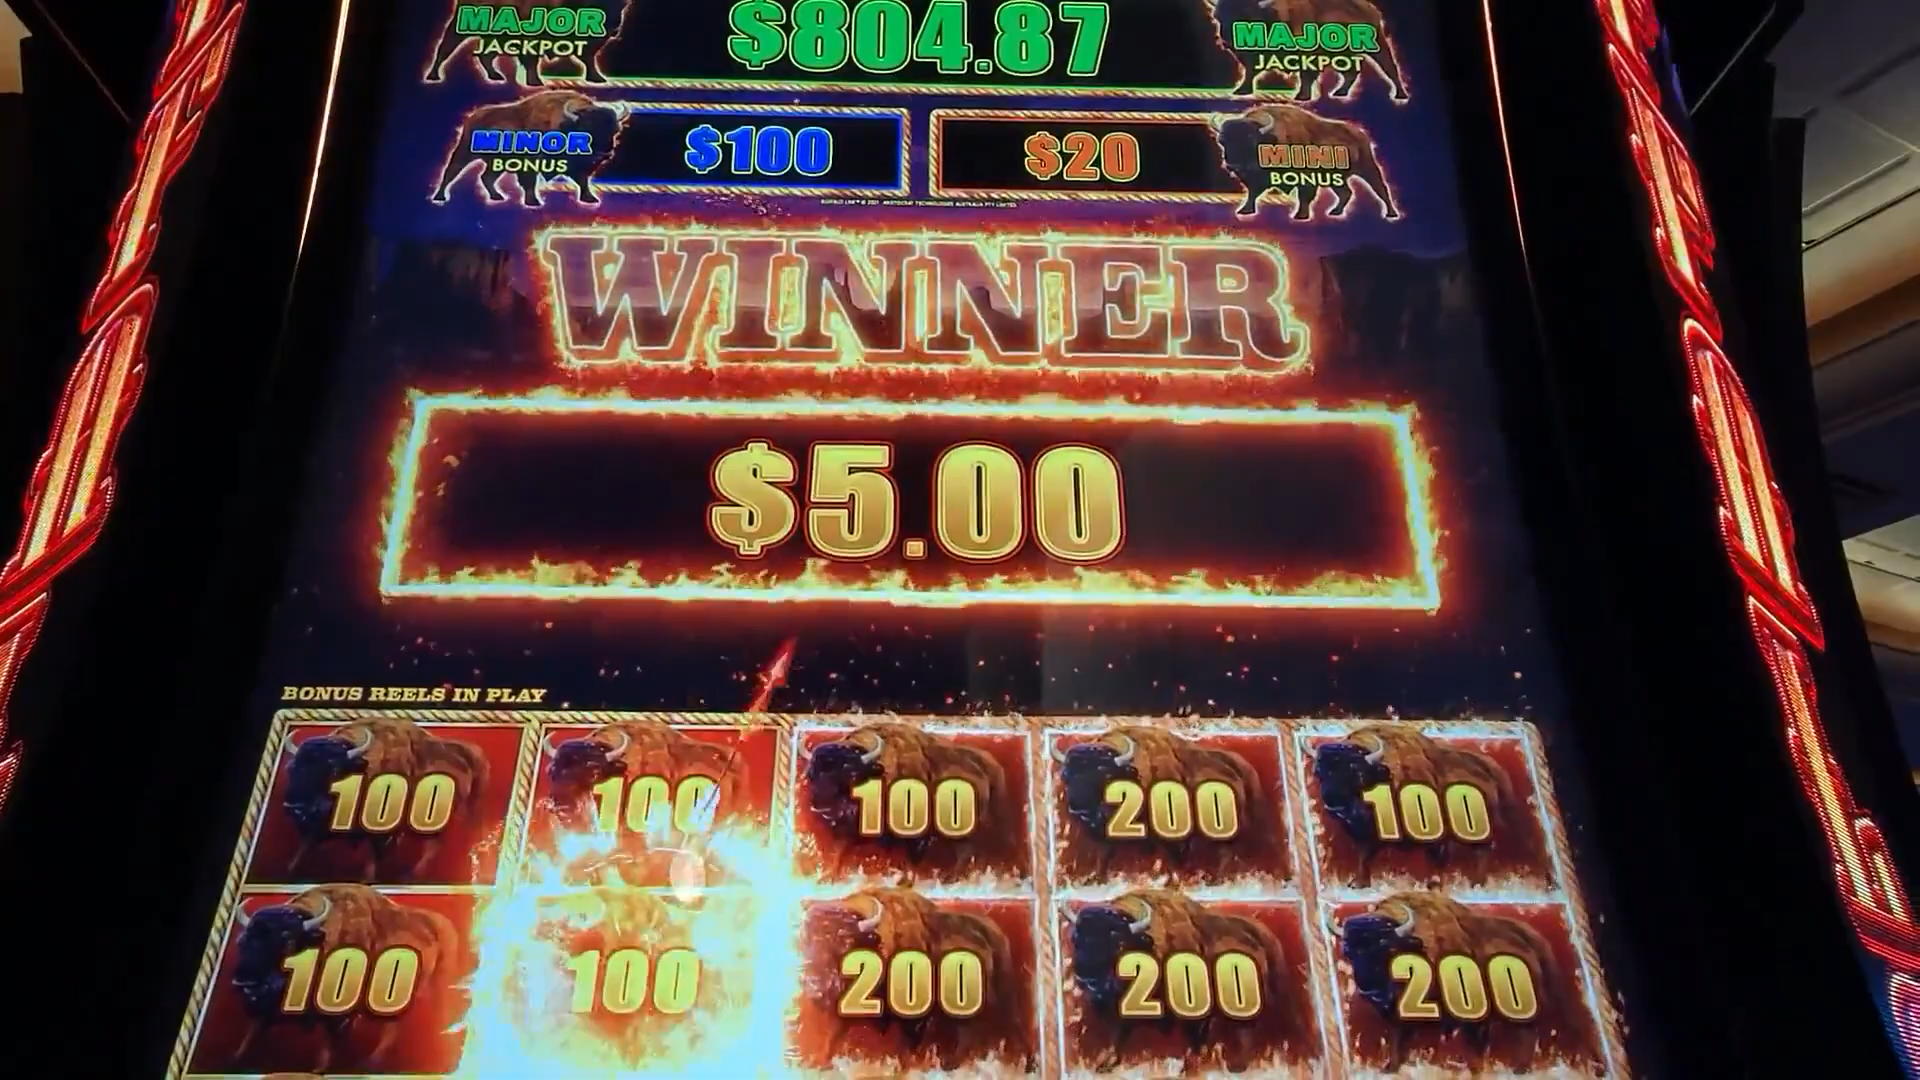 MAJOR JACKPOT $804.87 MAJOR JACKPOT
MINOR BONUS $100 $20 MINI BONUS
WINNER
$5.00
BONUS REELS IN PLAY
100 100 100 200 100
100 100 200 200 200